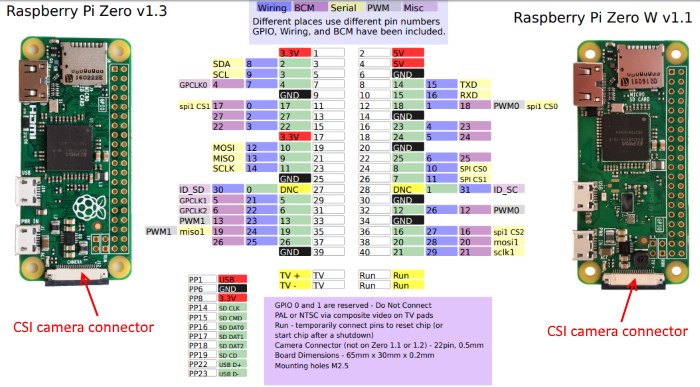 Raspberry Pi Zero v1.3
Wiring BCM Serial PWM Misc
Different places use different pin numbers
GPIO, Wiring, and BCM have been included.
Raspberry Pi Zero W v1.1
3.3V 1 2 5V
SDA 8 2 3 4 5V
SCL 9 3 5 6 GND
GPCLK0 4 7 4 7 8 14 15 14 TXD
GND 9 10 15 16 15 RXD
spi1 CS1 17 0 17 11 12 18 1 18 PWM0 spi1 CS0
27 2 27 13 14 GND
22 3 22 15 16 23 4 23
3.3V 17 18 24 5 24
MOSI 12 10 19 20 GND
MISO 13 9 21 22 25 6 25
SCLK 14 11 23 24 8 10 SPI CS0
GND 25 26 7 11 SPI CS1
ID_SD 30 0 DNC 27 28 DNC 1 31 ID_SC
GPCLK1 5 21 5 29 30 GND
GPCLK2 6 22 6 31 32 12 26 12 PWM0
PWM1 13 23 13 33 34 GND
PWM1 miso1 19 24 19 35 36 16 27 16 spi1 CS2
26 25 26 37 38 20 28 20 mosi1
GND 39 40 21 29 21 sclk1
TV + TV Run Run
TV - TV Run Run
PP1 USB
PP6 GND
PP8 3.3V
PP14 SD CLK
PP15 SD CMD
PP16 SD DAT0
PP17 SD DAT1
PP18 SD DAT2
PP19 SD CD
PP22 USB D+
PP23 USB D-
GPIO 0 and 1 are reserved - Do Not Connect
PAL or NTSC via composite video on TV pads
Run - temporarily connect pins to reset chip (or
start chip after a shutdown)
Camera Connector (not on Zero 1.1 or 1.2) - 22pin, 0.5mm
Board Dimensions - 65mm x 30mm x 0.2mm
Mounting holes M2.5
HDMI
USB
PWR IN
CAMERA
CSI camera connector
MICRO
SD CARD
CSI camera connector